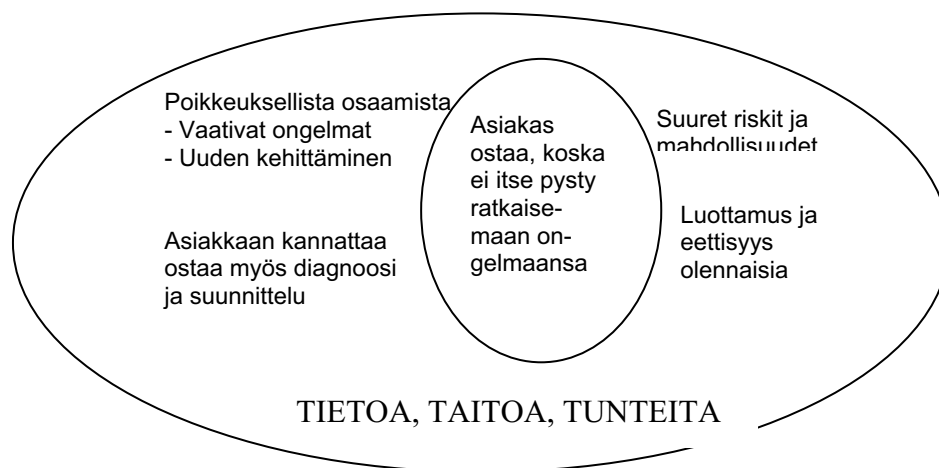 Poikkeuksellista osaamista
- Vaativat ongelmat
- Uuden kehittäminen
Asiakkaan kannattaa
ostaa myös diagnoosi
ja suunnittelu
Asiakas
ostaa, koska
ei itse pysty
ratkaise-
maan on-
gelmaansa
Suuret riskit ja
mahdollisuudet
Luottamus ja
eettisyys
olennaisia
TIETOA, TAITOA, TUNTEITA